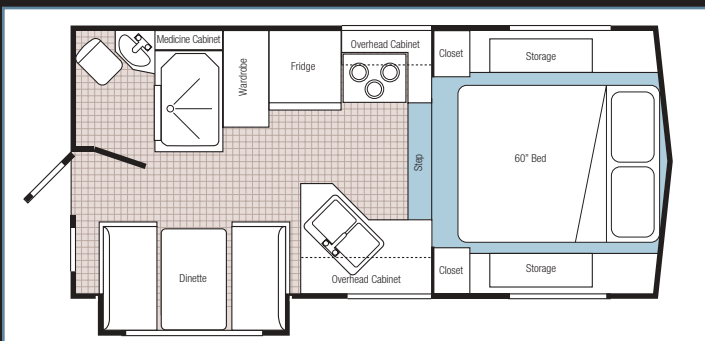 Medicine Cabinet
Wardrobe
Fridge
Overhead Cabinet
Closet
Storage
Step
60" Bed
Dinette
Overhead Cabinet
Closet
Storage